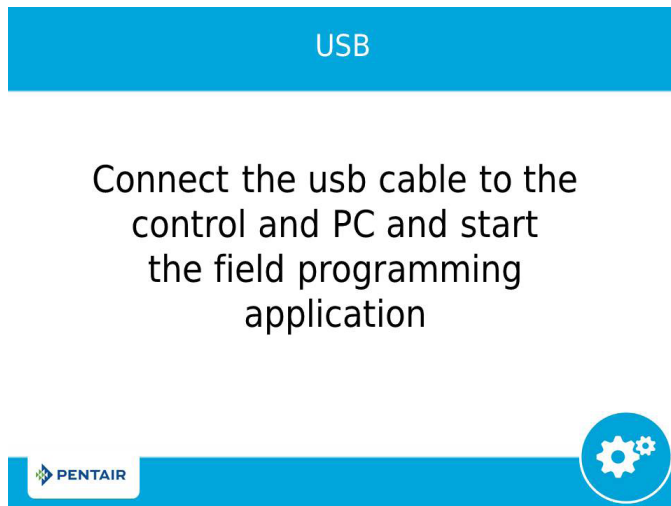 USB
Connect the usb cable to the
control and PC and start
the field programming
application
PENTAIR